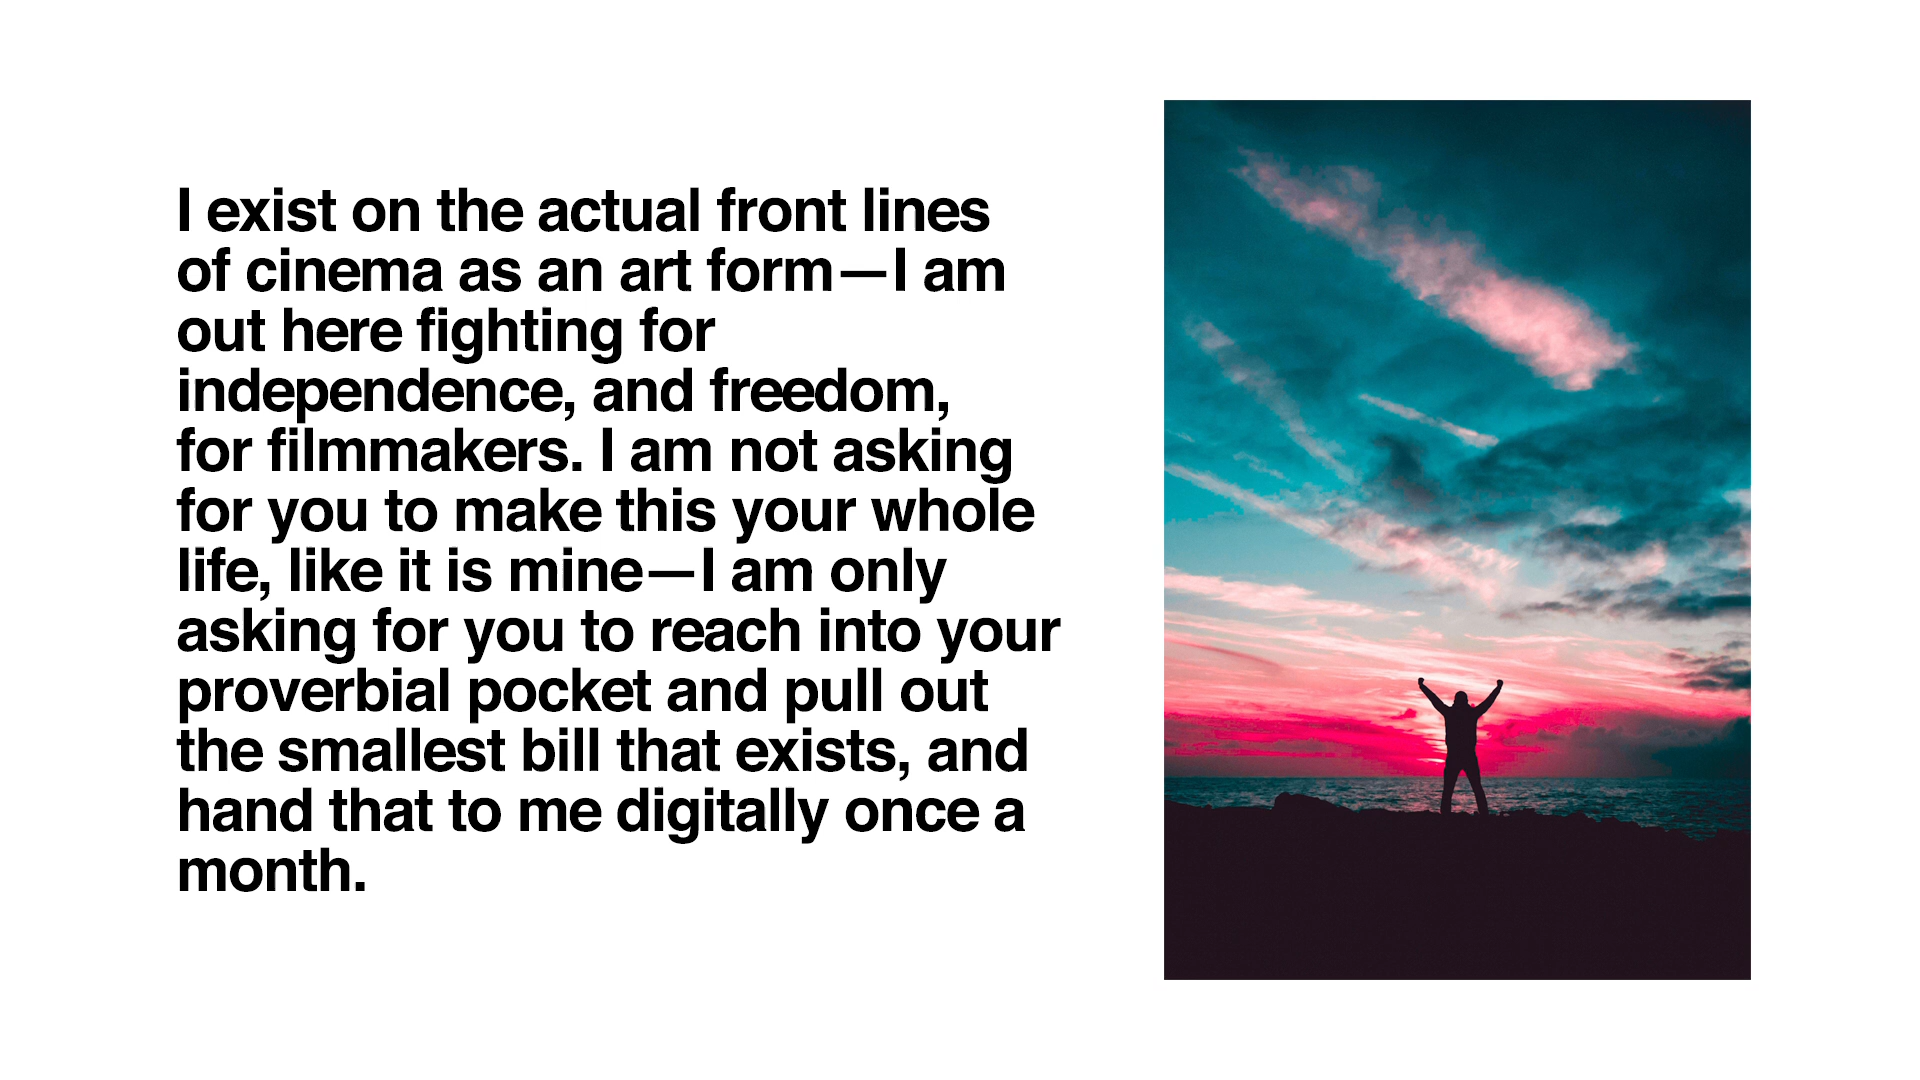 I exist on the actual front lines
of cinema as an art form—I am
out here fighting for
independence, and freedom,
for filmmakers. I am not asking
for you to make this your whole
life, like it is mine—I am only
asking for you to reach into your
proverbial pocket and pull out
the smallest bill that exists, and
hand that to me digitally once a
month.